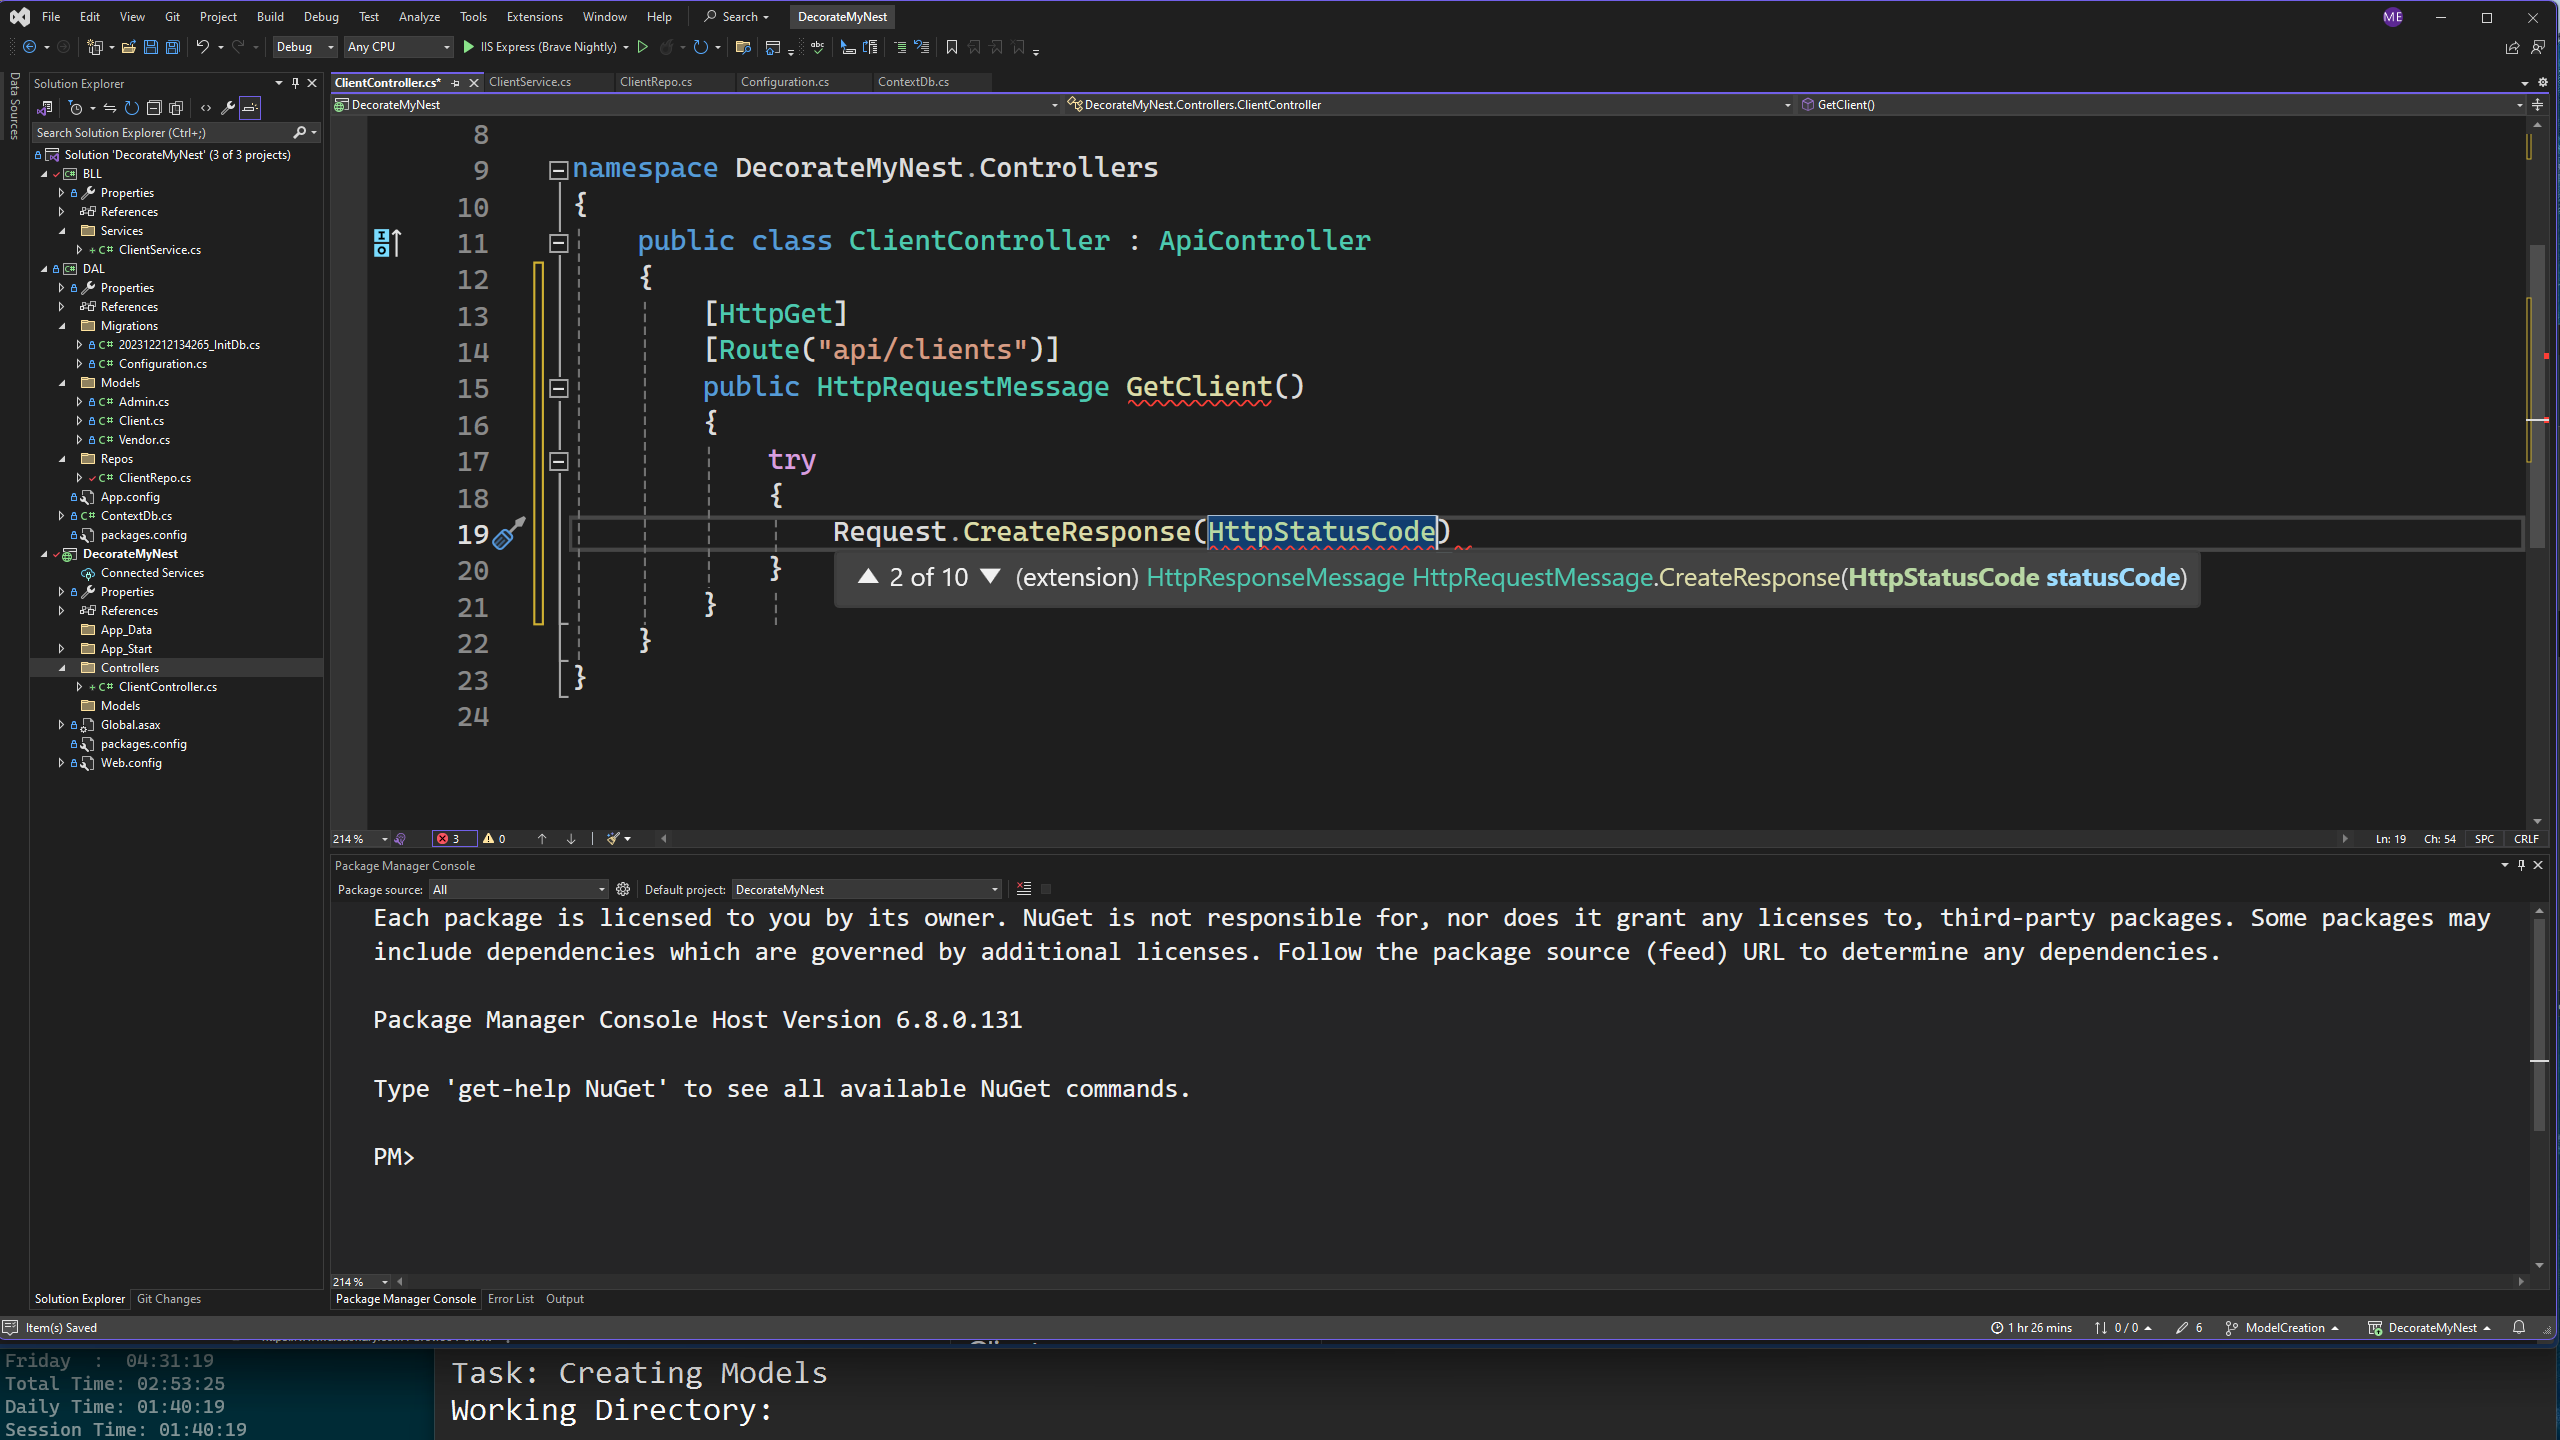 File Edit View Git Project Build Debug Test Analyze Tools Extensions Window Help Search DecorateMyNest ME
Debug Any CPU IIS Express (Brave Nightly)
Data Sources
Solution Explorer
Search Solution Explorer (Ctrl+;)
Solution 'DecorateMyNest' (3 of 3 projects)
BLL
Properties
References
Services
C# ClientService.cs
DAL
Properties
References
Migrations
C# 202312212134265_InitDb.cs
C# Configuration.cs
Models
C# Admin.cs
C# Client.cs
C# Vendor.cs
Repos
C# ClientRepo.cs
App.config
C# ContextDb.cs
packages.config
DecorateMyNest
Connected Services
Properties
References
App_Data
App_Start
Controllers
C# ClientController.cs
Models
Global.asax
packages.config
Web.config
Solution Explorer Git Changes
ClientController.cs* ClientService.cs ClientRepo.cs Configuration.cs ContextDb.cs
DecorateMyNest DecorateMyNest.Controllers.ClientController GetClient()
8
9 namespace DecorateMyNest.Controllers
10 {
11 public class ClientController : ApiController
12 {
13 [HttpGet]
14 [Route("api/clients")]
15 public HttpRequestMessage GetClient()
16 {
17 try
18 {
19 Request.CreateResponse(HttpStatusCode)
20 }
▲ 2 of 10 ▼ (extension) HttpResponseMessage HttpRequestMessage.CreateResponse(HttpStatusCode statusCode)
21 }
22 }
23 }
24
214 % 3 0 Ln: 19 Ch: 54 SPC CRLF
Package Manager Console
Package source: All Default project: DecorateMyNest
Each package is licensed to you by its owner. NuGet is not responsible for, nor does it grant any licenses to, third-party packages. Some packages may
include dependencies which are governed by additional licenses. Follow the package source (feed) URL to determine any dependencies.
Package Manager Console Host Version 6.8.0.131
Type 'get-help NuGet' to see all available NuGet commands.
PM>
214 %
Package Manager Console Error List Output
Item(s) Saved 1 hr 26 mins 0 / 0 6 ModelCreation DecorateMyNest
Friday : 04:31:19
Total Time: 02:53:25
Daily Time: 01:40:19
Session Time: 01:40:19
Task: Creating Models
Working Directory: